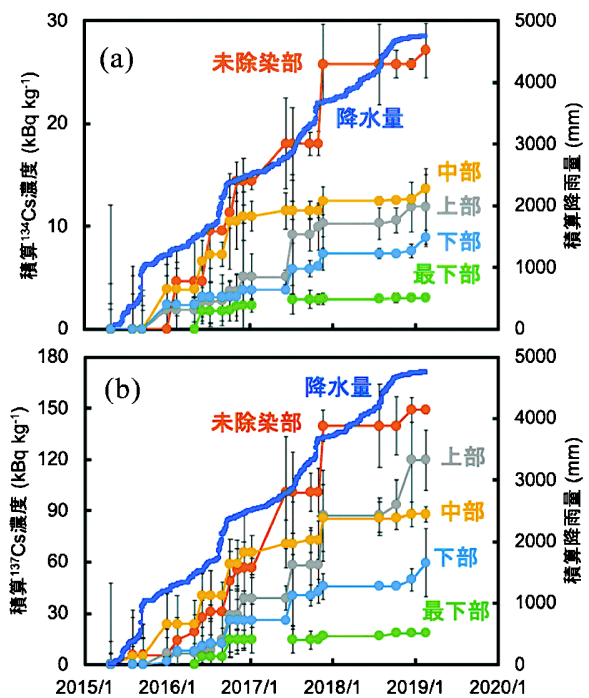 (a)
積算¹³⁴Cs濃度 (kBq kg⁻¹)
積算降雨量 (mm)
30
20
10
0
5000
4000
3000
2000
1000
0
未除染部
降水量
中部
上部
下部
最下部
(b)
積算¹³⁷Cs濃度 (kBq kg⁻¹)
積算降雨量 (mm)
180
150
120
90
60
30
0
5000
4000
3000
2000
1000
0
降水量
未除染部
上部
中部
下部
最下部
2015/1 2016/1 2017/1 2018/1 2019/1 2020/1